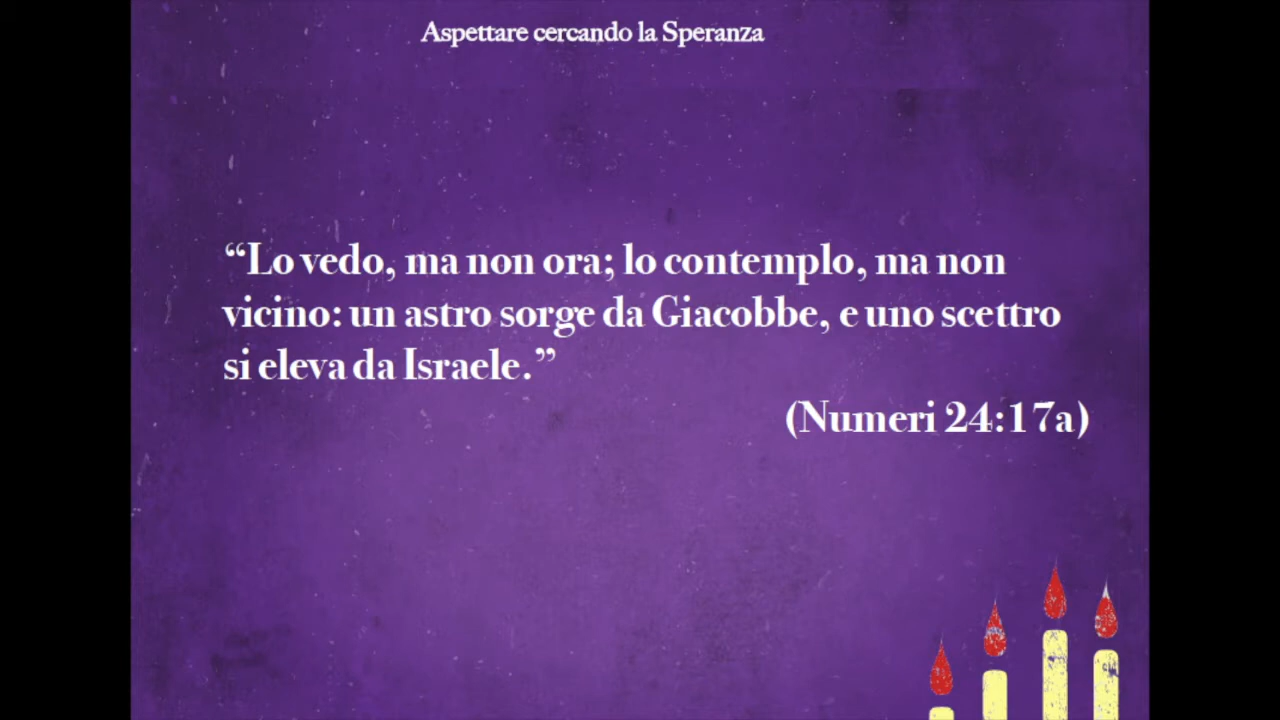 Aspettare cercando la Speranza
“Lo vedo, ma non ora; lo contemplo, ma non
vicino: un astro sorge da Giacobbe, e uno scettro
si eleva da Israele.”
(Numeri 24:17a)